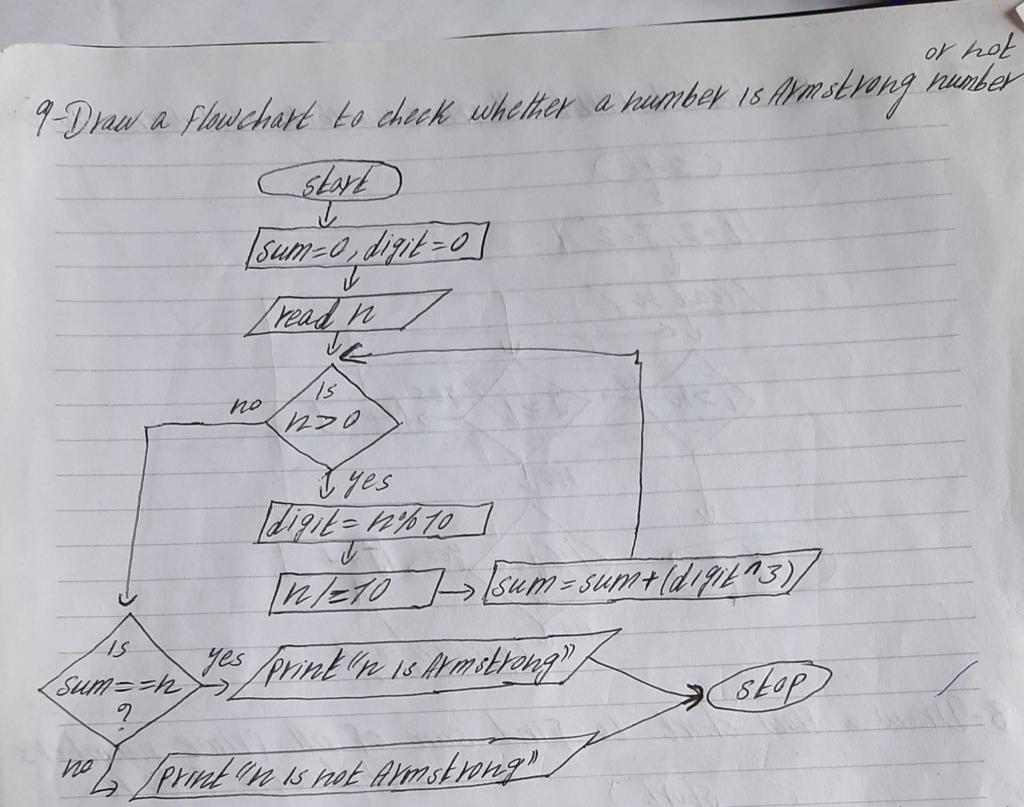 or not
9-Draw a flowchart to check whether a number is Armstrong number
start
sum=0, digit=0
read n
is
n>0
no
yes
digit=n%10
n/=10
sum=sum+(digit^3)
is
sum==n
?
yes
print "n is Armstrong"
stop
no
print "n is not Armstrong"